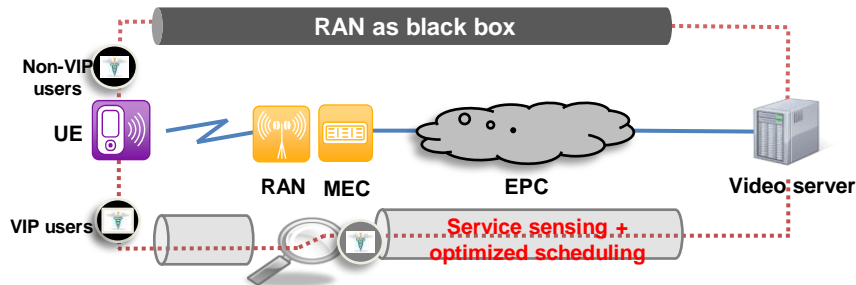 RAN as black box
Non-VIP
users
UE
RAN
MEC
EPC
Video server
VIP users
Service sensing +
optimized scheduling